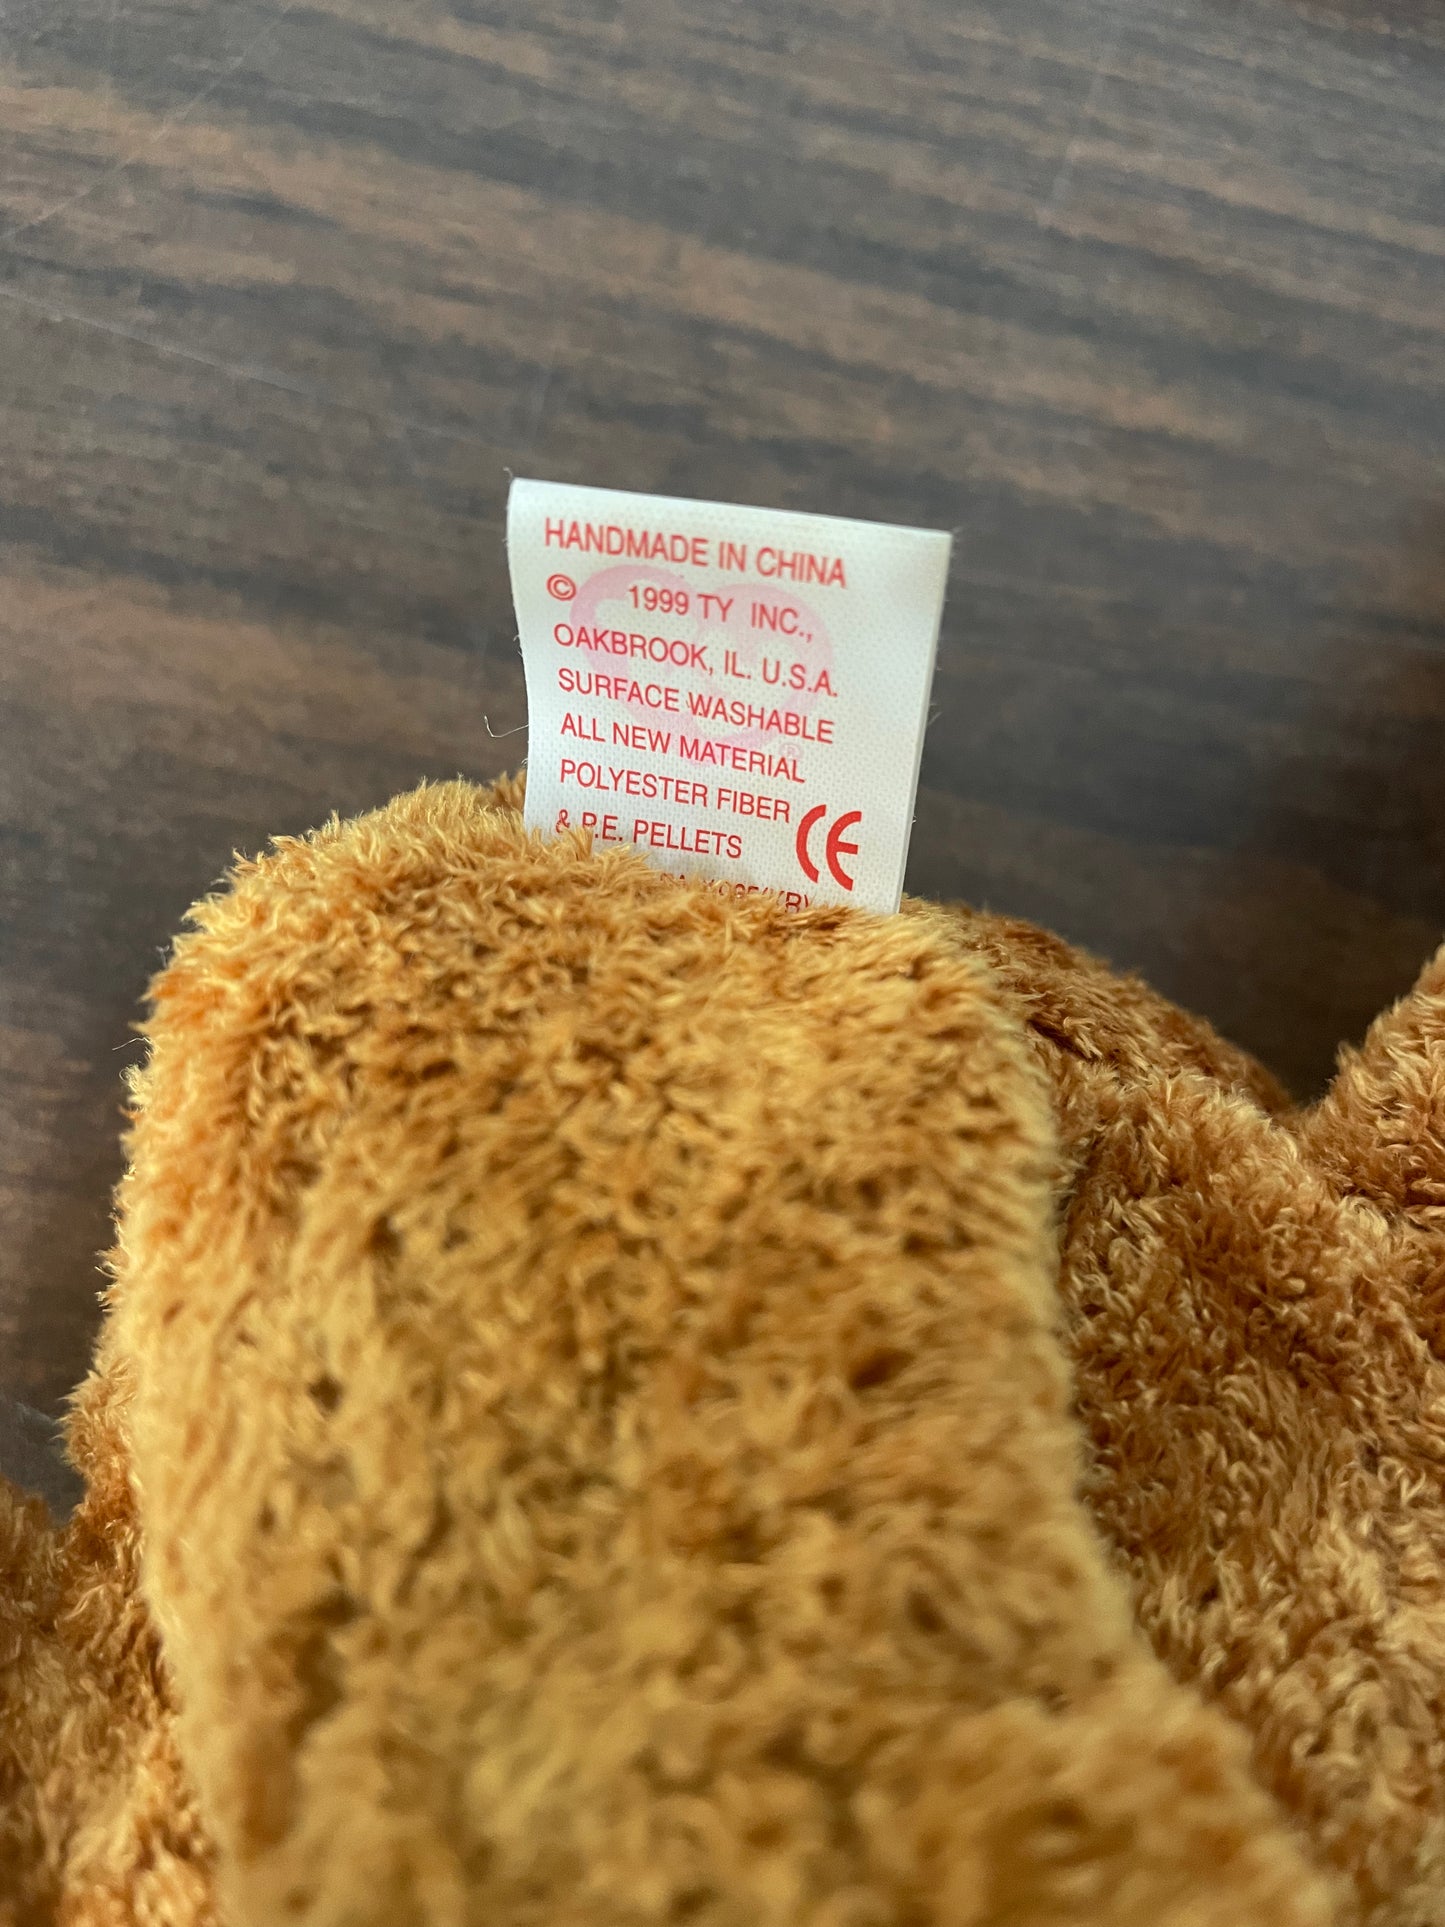 HANDMADE IN CHINA
© 1999 TY INC.,
OAKBROOK, IL. U.S.A.
SURFACE WASHABLE
ALL NEW MATERIAL
POLYESTER FIBER
& P.E. PELLETS CE
®